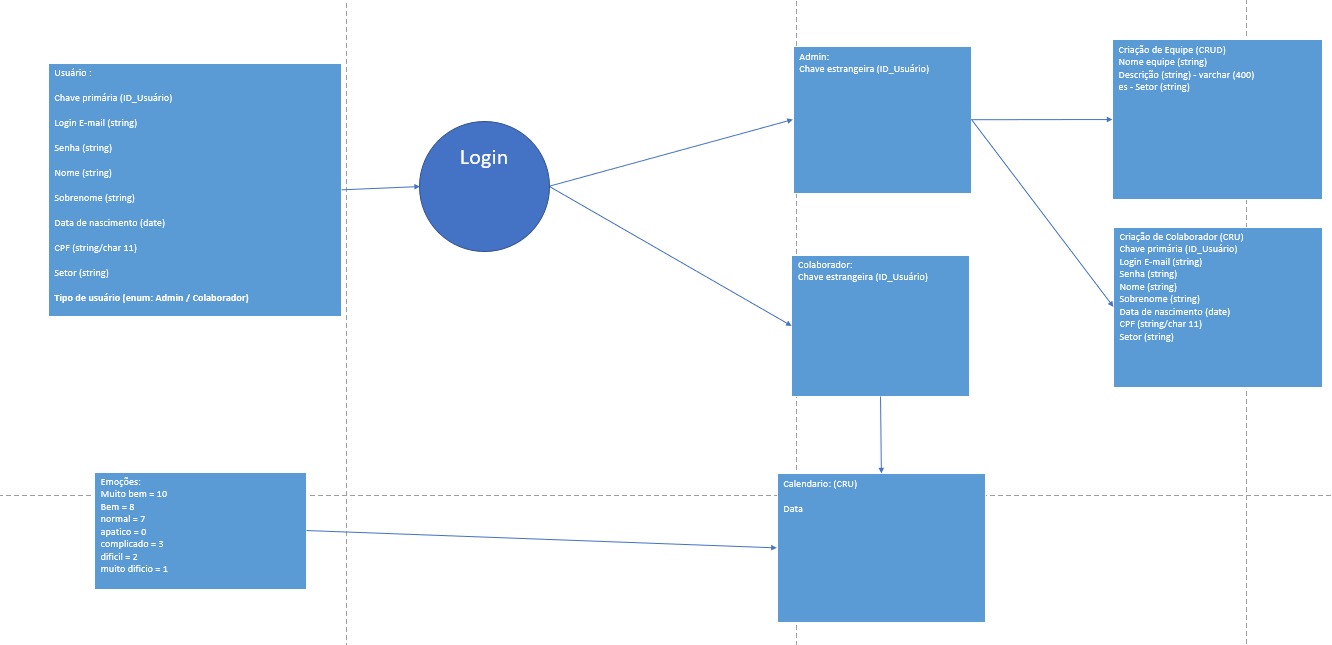 Usuário :
Chave primária (ID_Usuário)
Login E-mail (string)
Senha (string)
Nome (string)
Sobrenome (string)
Data de nascimento (date)
CPF (string/char 11)
Setor (string)
Tipo de usuário (enum: Admin / Colaborador)
Login
Admin:
Chave estrangeira (ID_Usuário)
Colaborador:
Chave estrangeira (ID_Usuário)
Criação de Equipe (CRUD)
Nome equipe (string)
Descrição (string) - varchar (400)
es - Setor (string)
Criação de Colaborador (CRU)
Chave primária (ID_Usuário)
Login E-mail (string)
Senha (string)
Nome (string)
Sobrenome (string)
Data de nascimento (date)
CPF (string/char 11)
Setor (string)
Emoções:
Muito bem = 10
Bem = 8
normal = 7
apatico = 0
complicado = 3
dificil = 2
muito dificio = 1
Calendario: (CRU)
Data